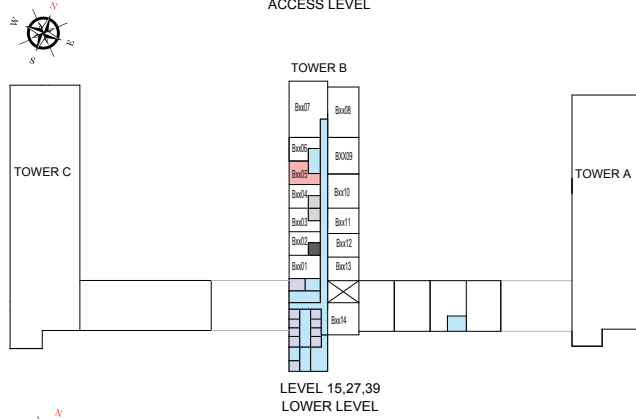 ACCESS LEVEL
N
W
E
S
TOWER B
Bxx07
Bxx08
Bxx06
BXX09
TOWER C
Bxx05
TOWER A
Bxx04
Bxx10
Bxx03
Bxx11
Bxx02
Bxx12
Bxx01
Bxx13
Bxx14
LEVEL 15,27,39
LOWER LEVEL
N